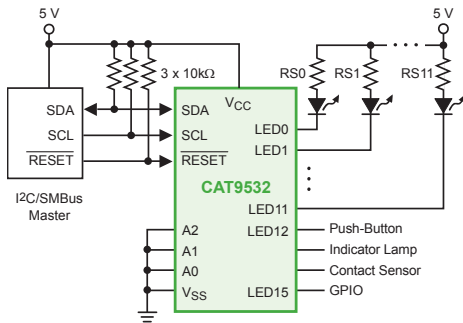 5 V
5 V
3 x 10kΩ
RS0
RS1
RS11
SDA
SCL
RESET
I2C/SMBus
Master
VCC
SDA
SCL
RESET
CAT9532
A2
A1
A0
VSS
LED0
LED1
LED11
LED12
LED15
Push-Button
Indicator Lamp
Contact Sensor
GPIO